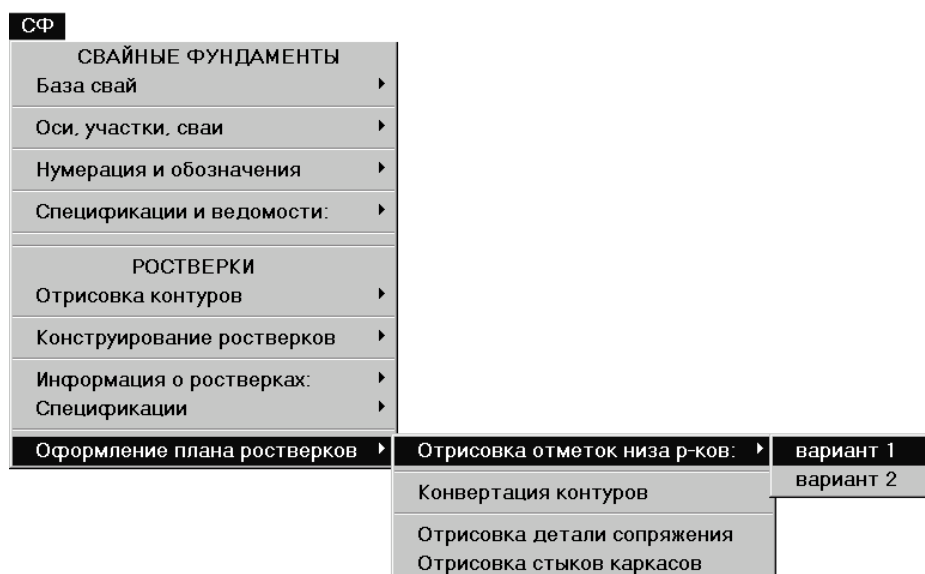 СФ
СВАЙНЫЕ ФУНДАМЕНТЫ
База свай
Оси, участки, сваи
Нумерация и обозначения
Спецификации и ведомости:
РОСТВЕРКИ
Отрисовка контуров
Конструирование ростверков
Информация о ростверках:
Спецификации
Оформление плана ростверков
Отрисовка отметок низа р-ков:
вариант 1
вариант 2
Конвертация контуров
Отрисовка детали сопряжения
Отрисовка стыков каркасов